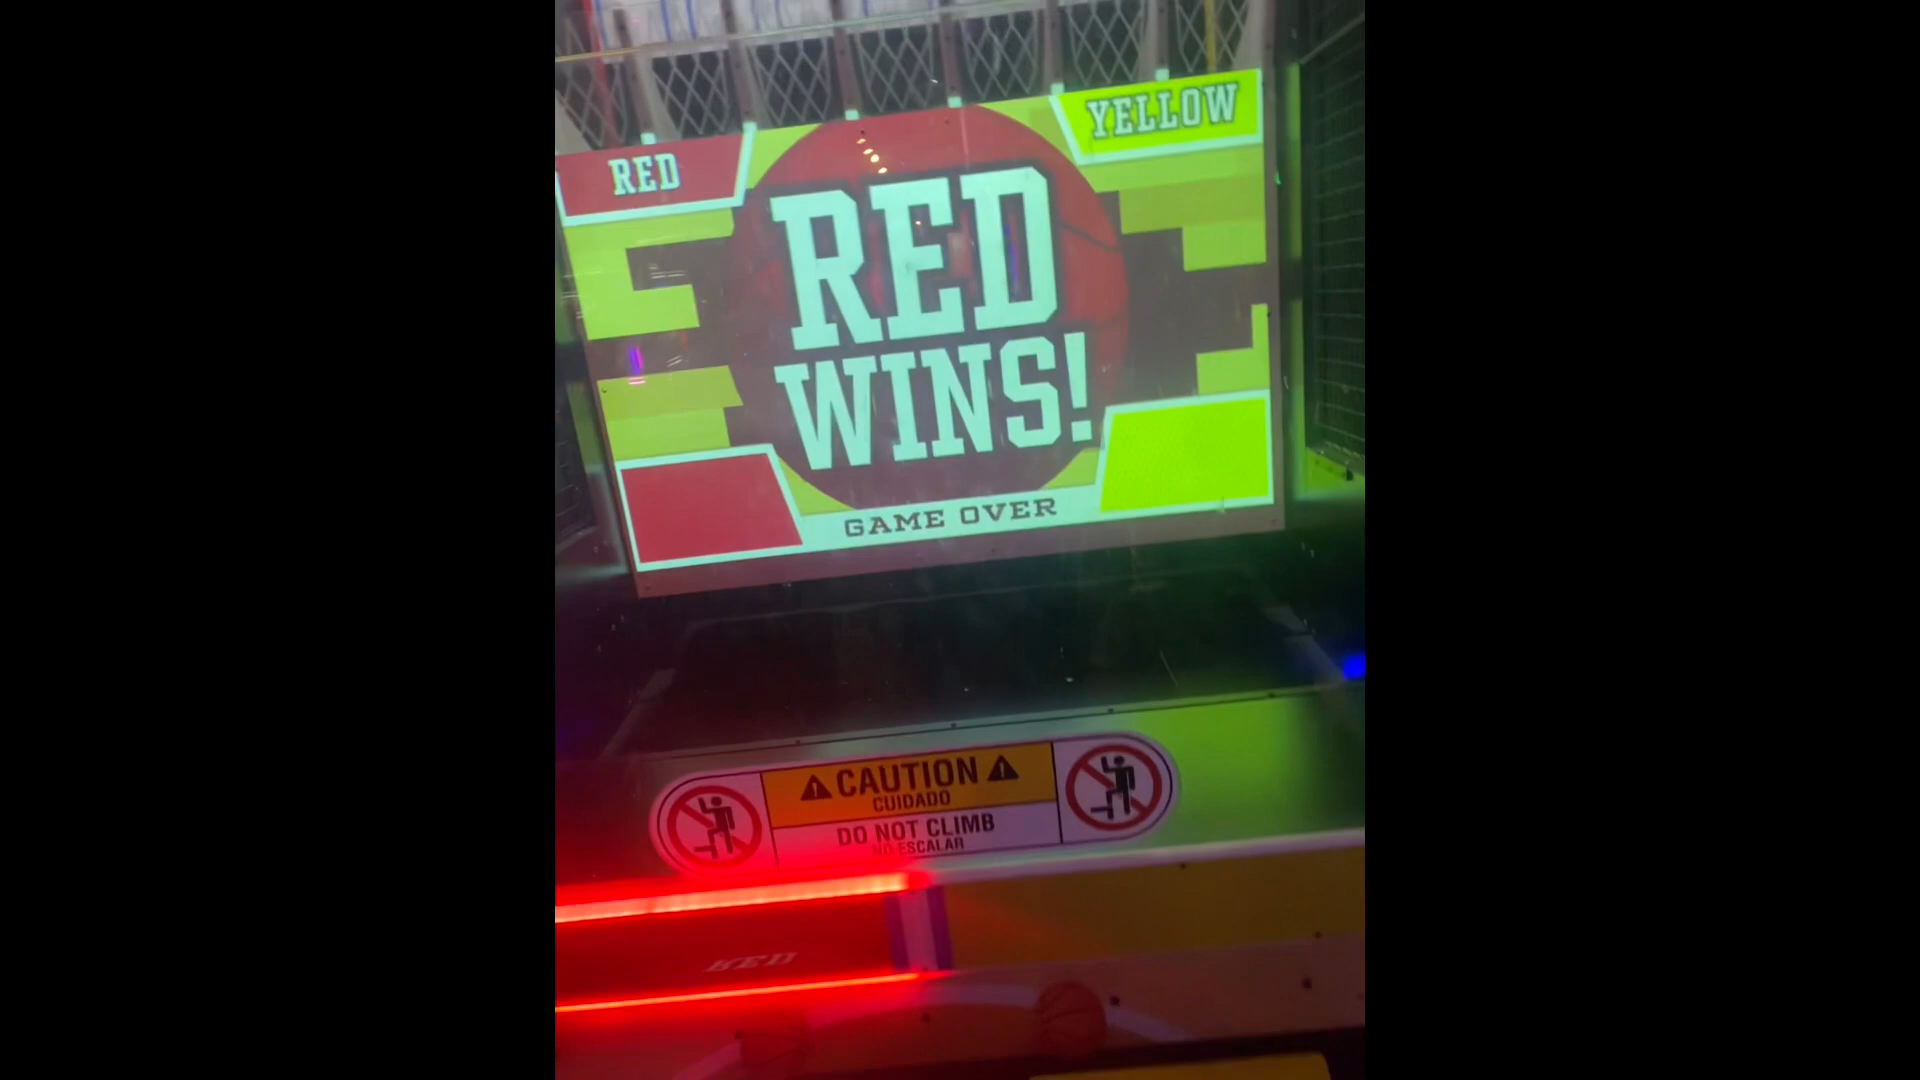 RED
YELLOW
RED
WINS!
GAME OVER
CAUTION
CUIDADO
DO NOT CLIMB
NO ESCALAR
RED